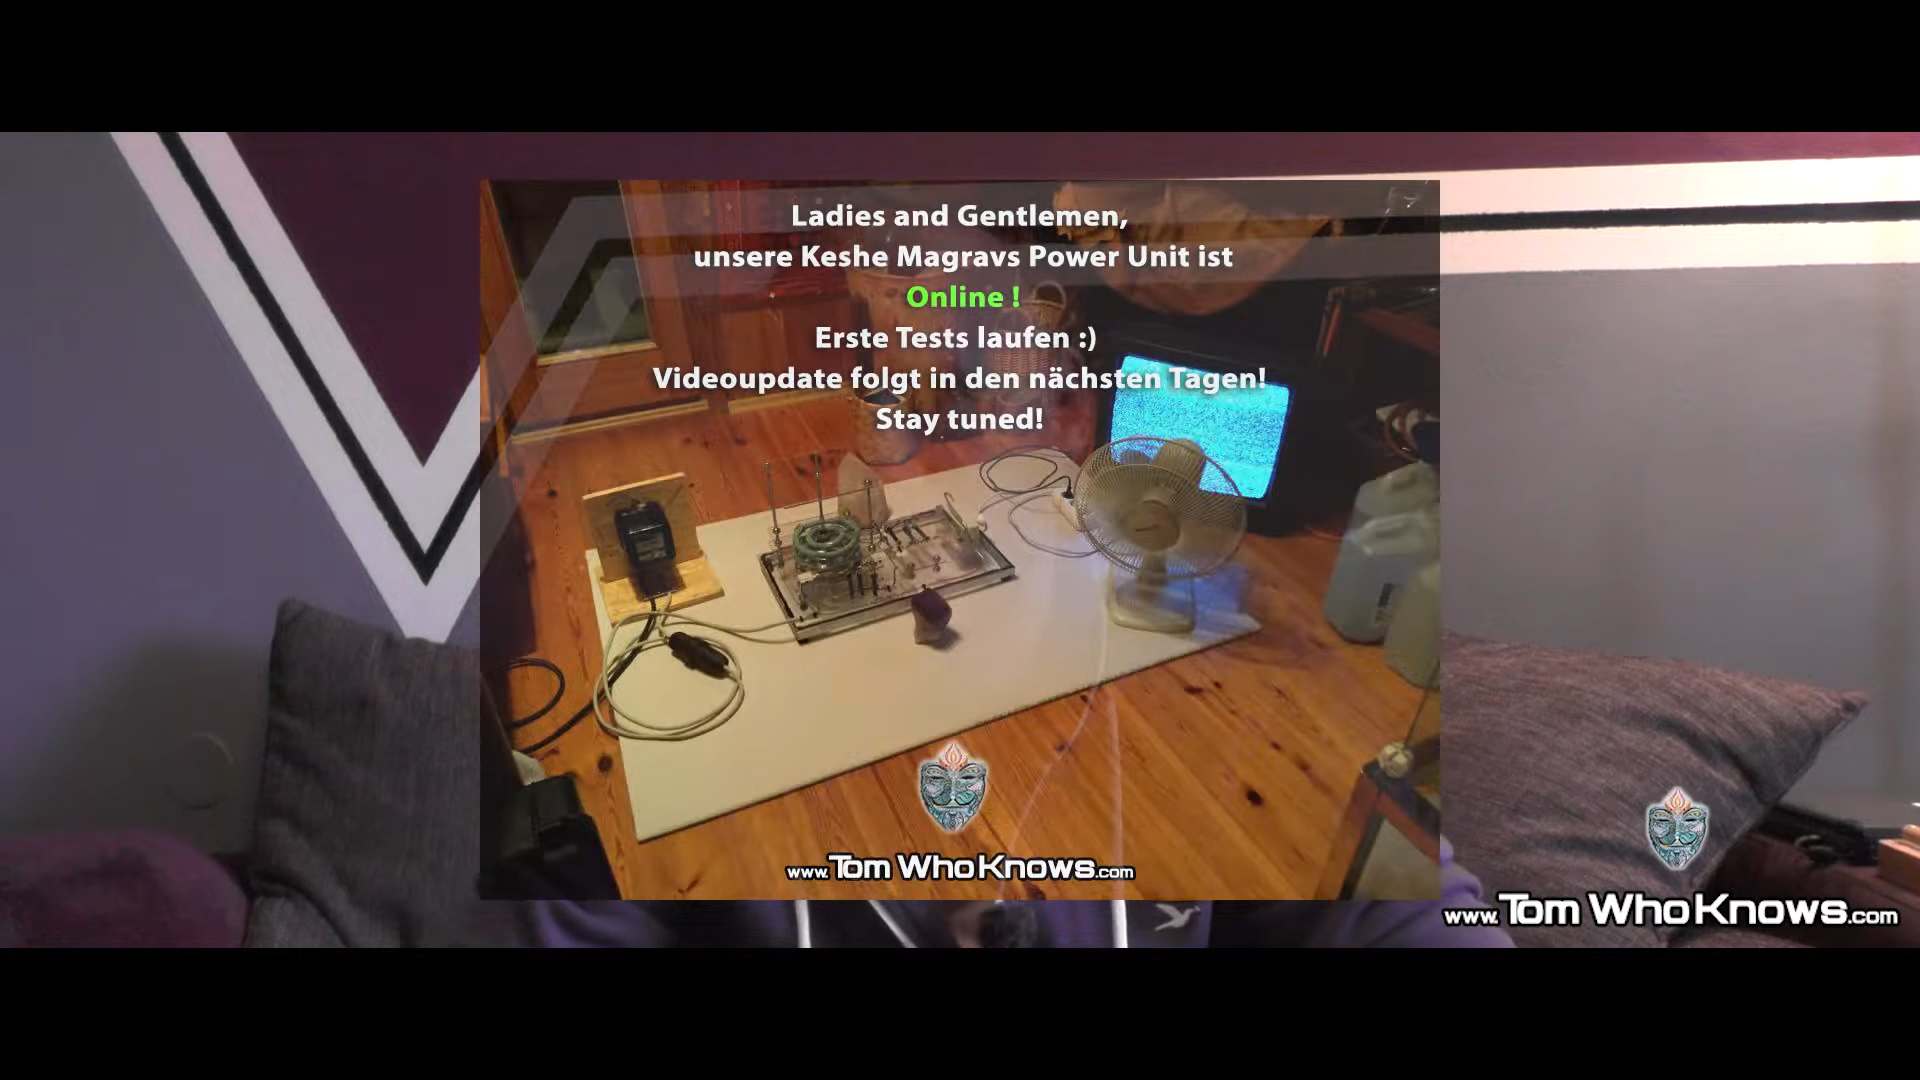 Ladies and Gentlemen,
unsere Keshe Magravs Power Unit ist
Online !
Erste Tests laufen :)
Videoupdate folgt in den nächsten Tagen!
Stay tuned!
www.Tom WhoKnows.com
www.Tom WhoKnows.com